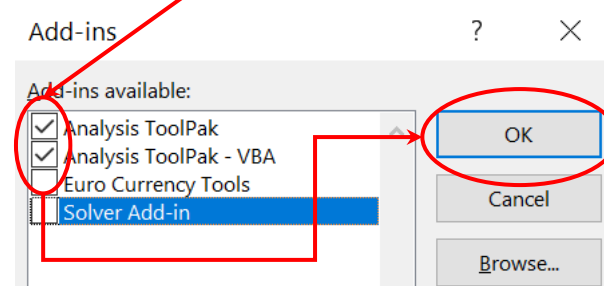 Add-ins
?
Add-ins available:
Analysis ToolPak
Analysis ToolPak - VBA
Euro Currency Tools
Solver Add-in
OK
Cancel
Browse...